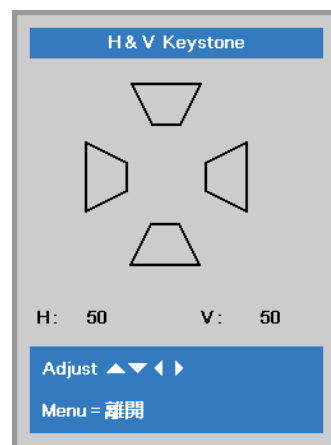 H & V Keystone
H: 50 V: 50
Adjust ▲▼◀▶
Menu = 離開